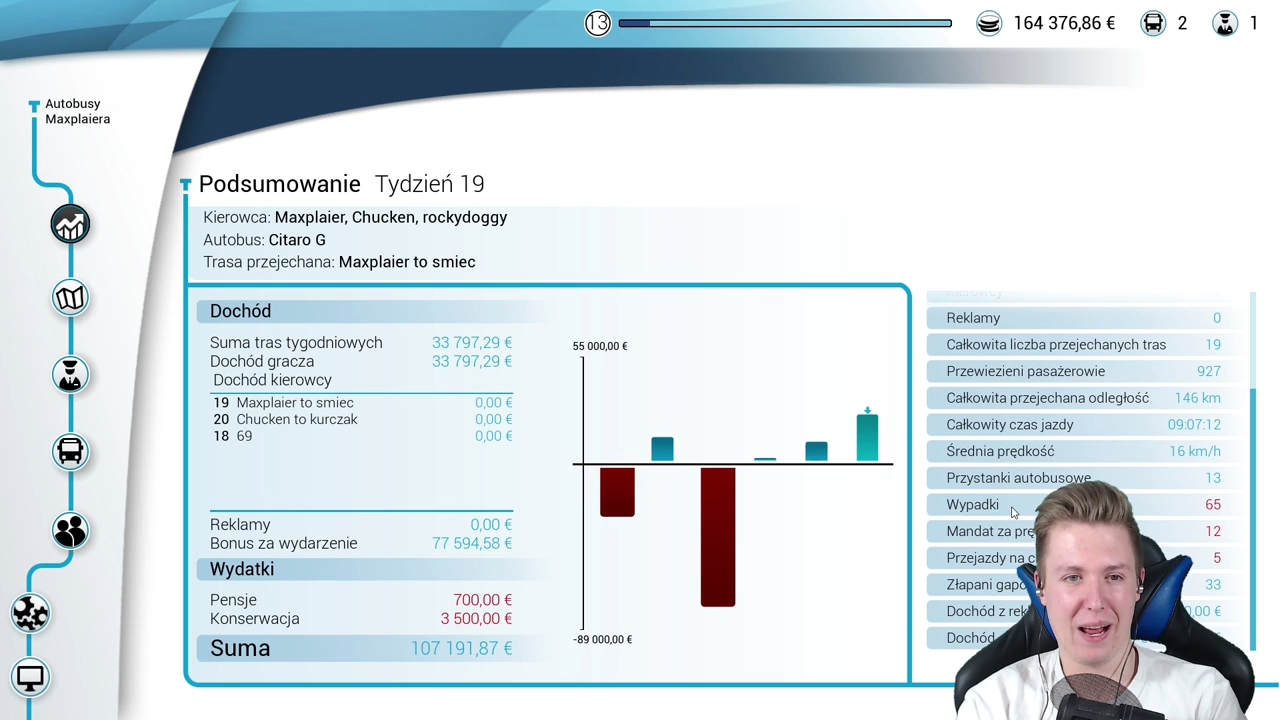 13
164 376,86 €
2
1
Autobusy
Maxplaiera
Podsumowanie Tydzień 19
Kierowca: Maxplaier, Chucken, rockydoggy
Autobus: Citaro G
Trasa przejechana: Maxplaier to smiec
Dochód
Suma tras tygodniowych 33 797,29 €
Dochód gracza 33 797,29 €
Dochód kierowcy
19 Maxplaier to smiec 0,00 €
20 Chucken to kurczak 0,00 €
18 69 0,00 €
Reklamy 0,00 €
Bonus za wydarzenie 77 594,58 €
Wydatki
Pensje 700,00 €
Konserwacja 3 500,00 €
Suma 107 191,87 €
55 000,00 €
-89 000,00 €
Reklamy 0
Całkowita liczba przejechanych tras 19
Przewiezieni pasażerowie 927
Całkowita przejechana odległość 146 km
Całkowity czas jazdy 09:07:12
Średnia prędkość 16 km/h
Przystanki autobusowe 13
Wypadki 65
Mandat za prę 12
Przejazdy na c 5
Złapani gapo 33
Dochód z rek 0,00 €
Dochód